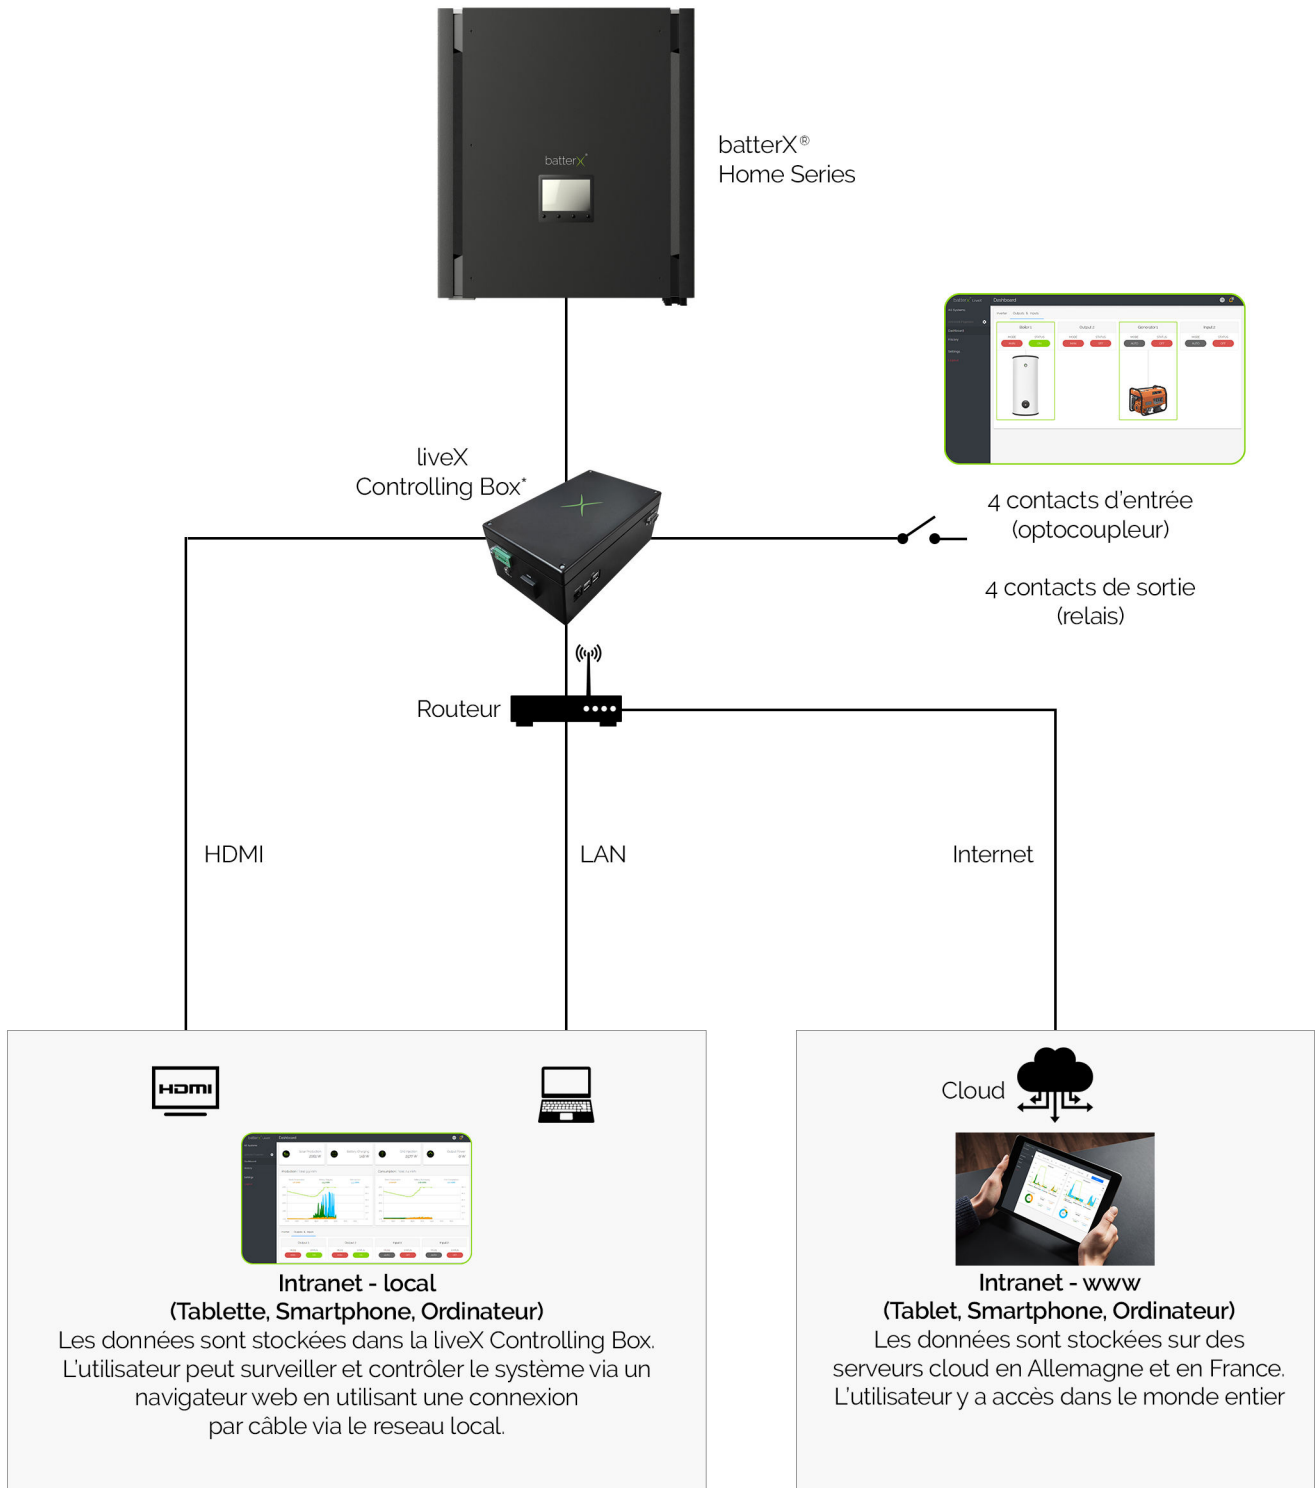 batterX
batterX®
Home Series
Dashboard
liveX
Controlling Box*
4 contacts d'entrée
(optocoupleur)
4 contacts de sortie
(relais)
Routeur
HDMI
LAN
Internet
HDMI
Cloud
Dashboard
Intranet - local
(Tablette, Smartphone, Ordinateur)
Les données sont stockées dans la liveX Controlling Box.
L'utilisateur peut surveiller et contrôler le système via un
navigateur web en utilisant une connexion
par câble via le reseau local.
Intranet - www
(Tablet, Smartphone, Ordinateur)
Les données sont stockées sur des
serveurs cloud en Allemagne et en France.
L'utilisateur y a accès dans le monde entier